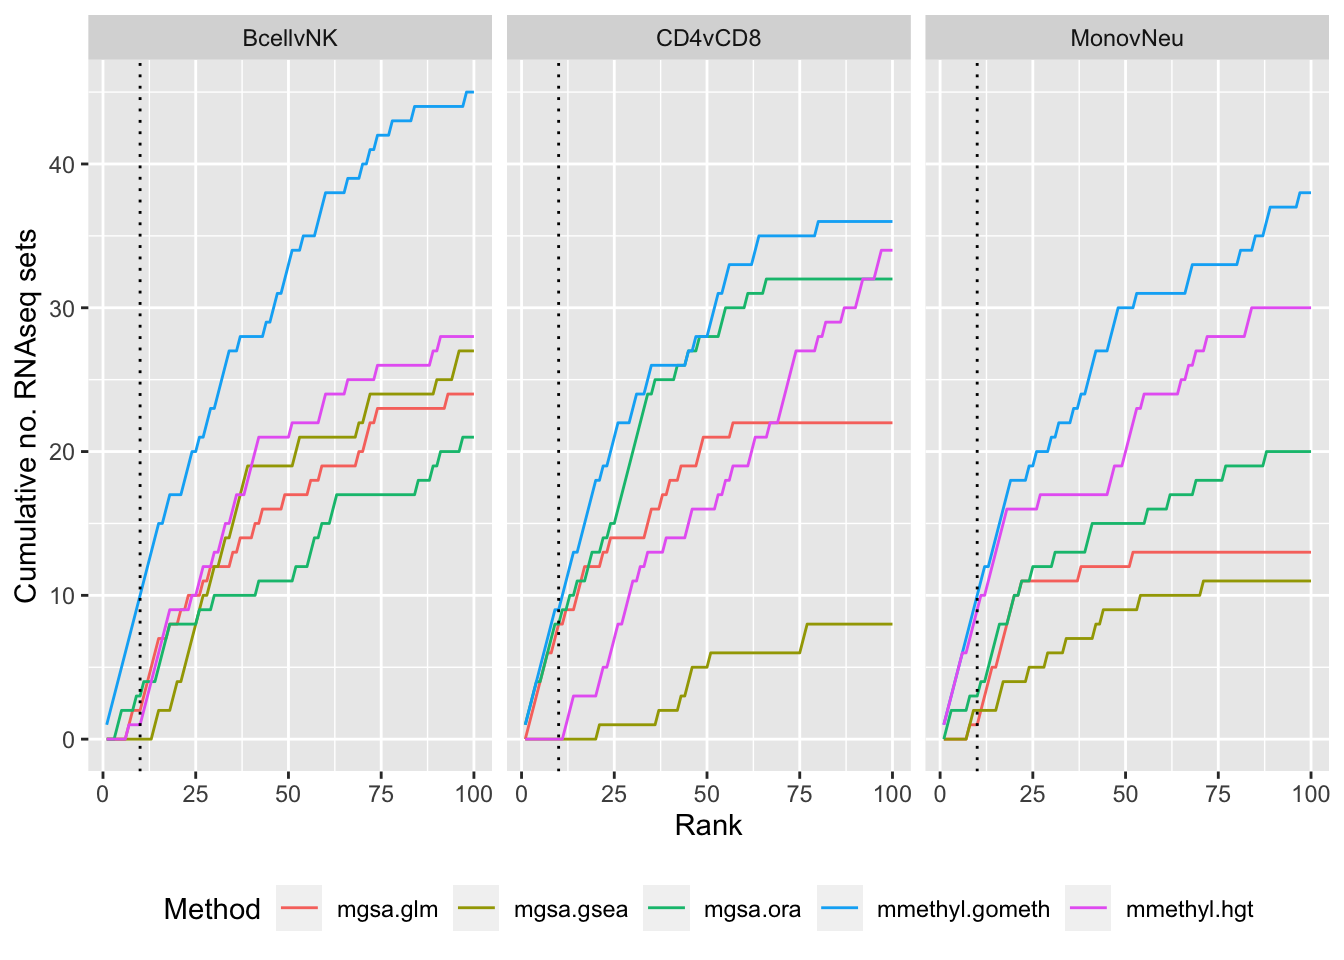 BcellvNK CD4vCD8 MonovNeu
Cumulative no. RNAseq sets
40
30
20
10
0
0 25 50 75 100 0 25 50 75 100 0 25 50 75 100
Rank
Method mgsa.glm mgsa.gsea mgsa.ora mmethyl.gometh mmethyl.hgt